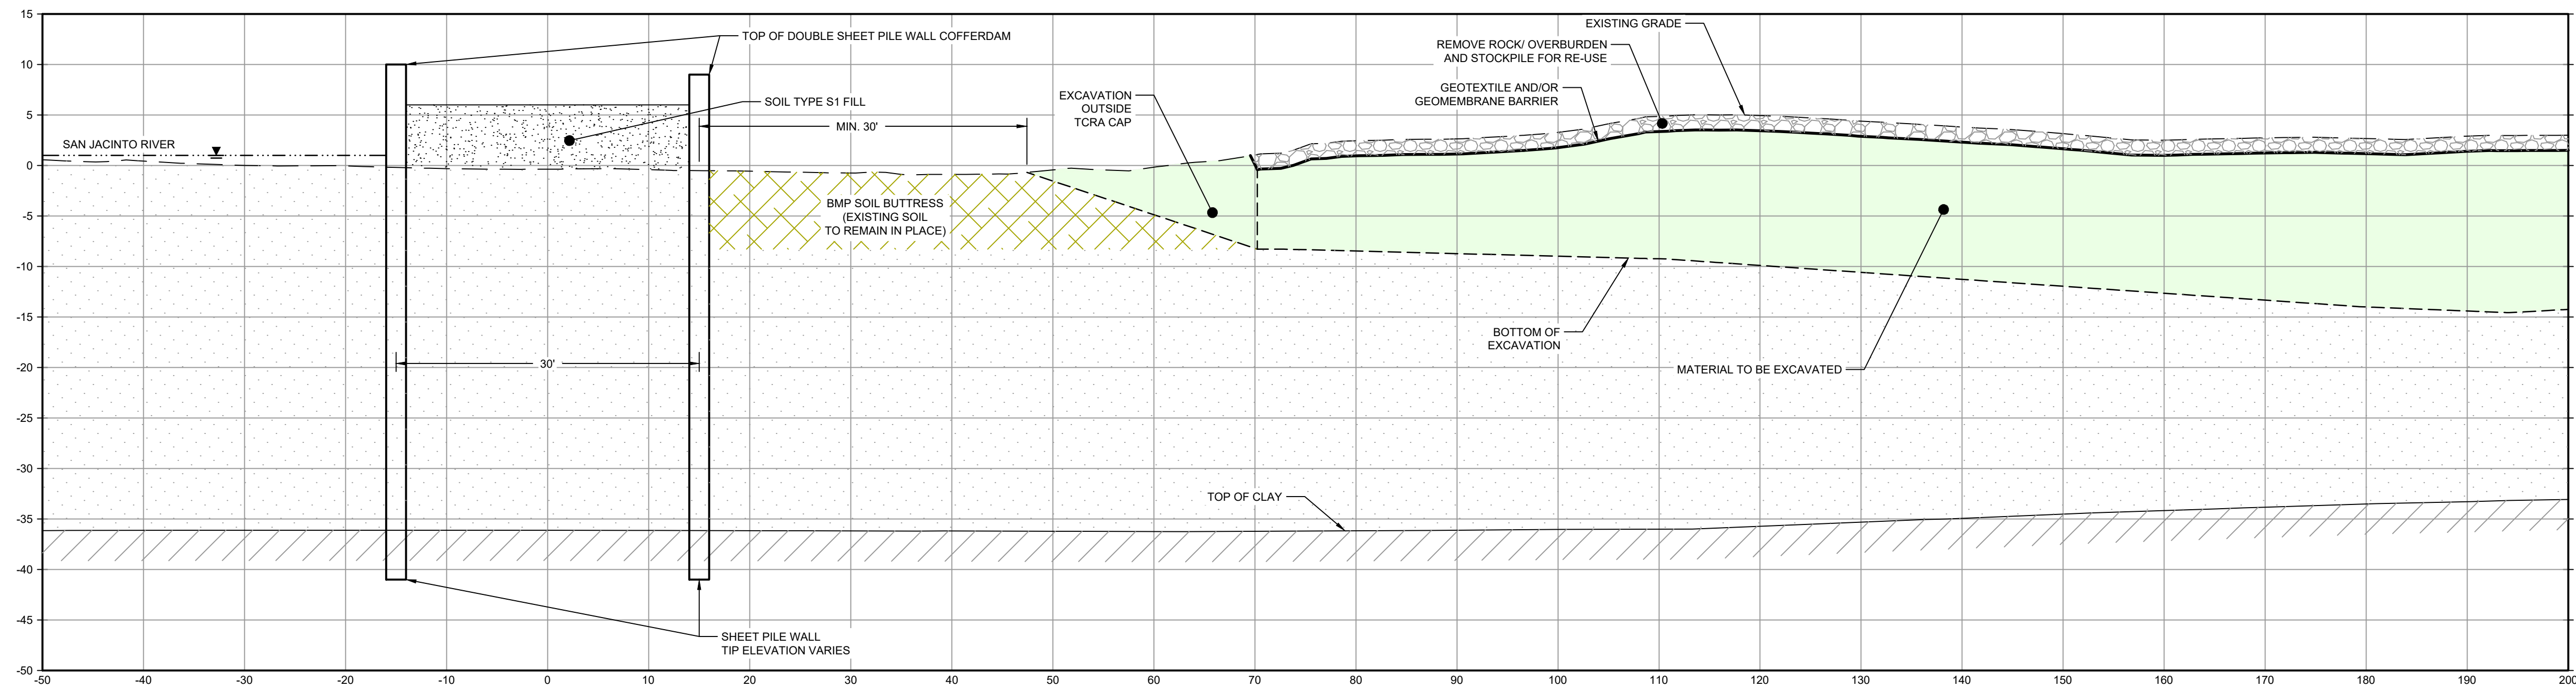 15
10
5
0
-5
-10
-15
-20
-25
-30
-35
-40
-45
-50
TOP OF DOUBLE SHEET PILE WALL COFFERDAM
SOIL TYPE S1 FILL
SAN JACINTO RIVER
MIN. 30'
EXCAVATION
OUTSIDE
TCRA CAP
EXISTING GRADE
REMOVE ROCK/ OVERBURDEN
AND STOCKPILE FOR RE-USE
GEOTEXTILE AND/OR
GEOMEMBRANE BARRIER
BMP SOIL BUTTRESS
(EXISTING SOIL
TO REMAIN IN PLACE)
30'
BOTTOM OF
EXCAVATION
MATERIAL TO BE EXCAVATED
TOP OF CLAY
SHEET PILE WALL
TIP ELEVATION VARIES
-50 -40 -30 -20 -10 0 10 20 30 40 50 60 70 80 90 100 110 120 130 140 150 160 170 180 190 200